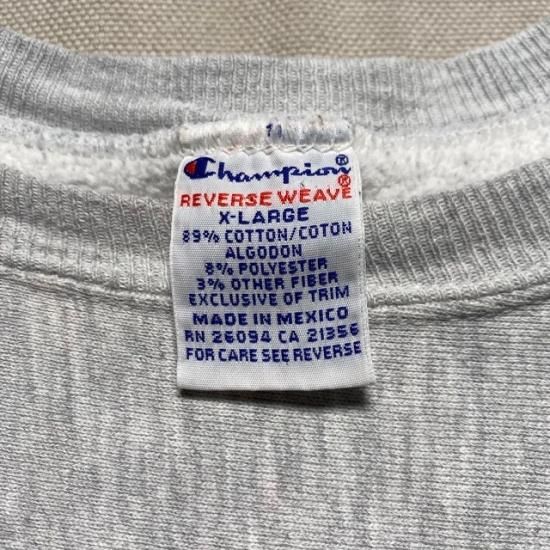 Champion®
REVERSE WEAVE®
X-LARGE
89% COTTON/COTON
ALGODON
8% POLYESTER
3% OTHER FIBER
EXCLUSIVE OF TRIM
MADE IN MEXICO
RN 26094 CA 21356
FOR CARE SEE REVERSE